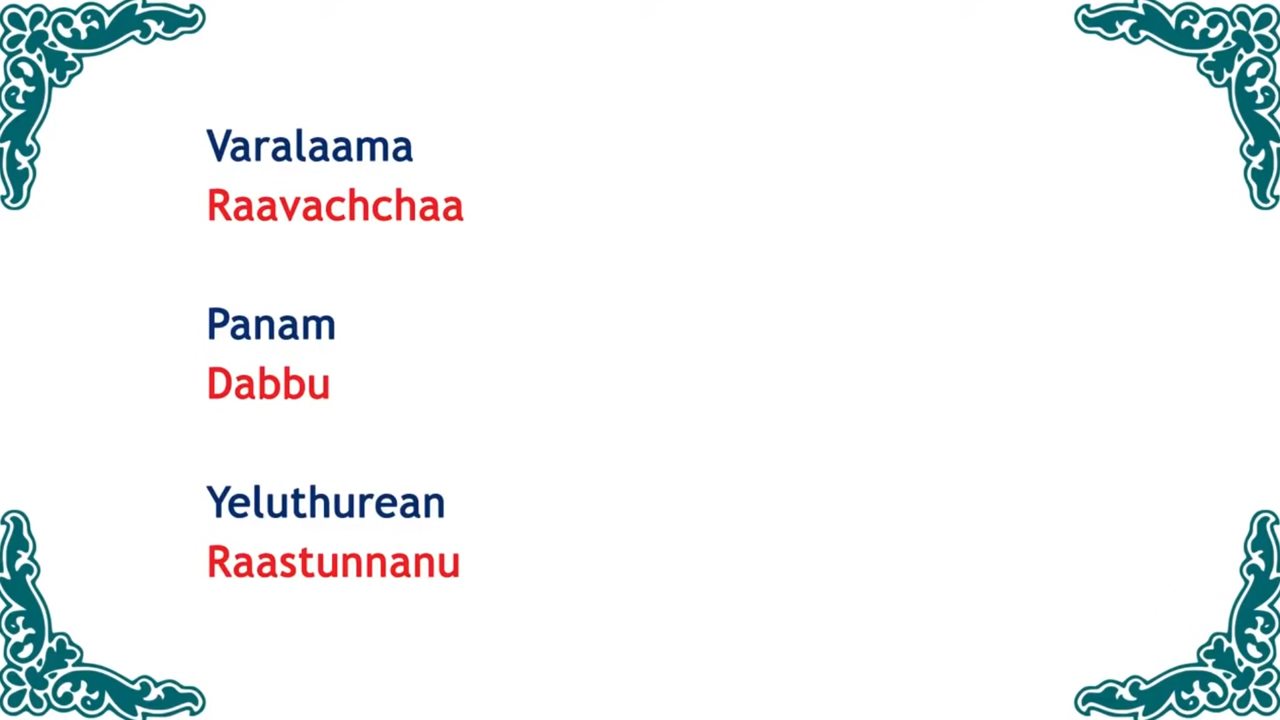 Varalaama
Raavachchaa
Panam
Dabbu
Yeluthurean
Raastunnanu